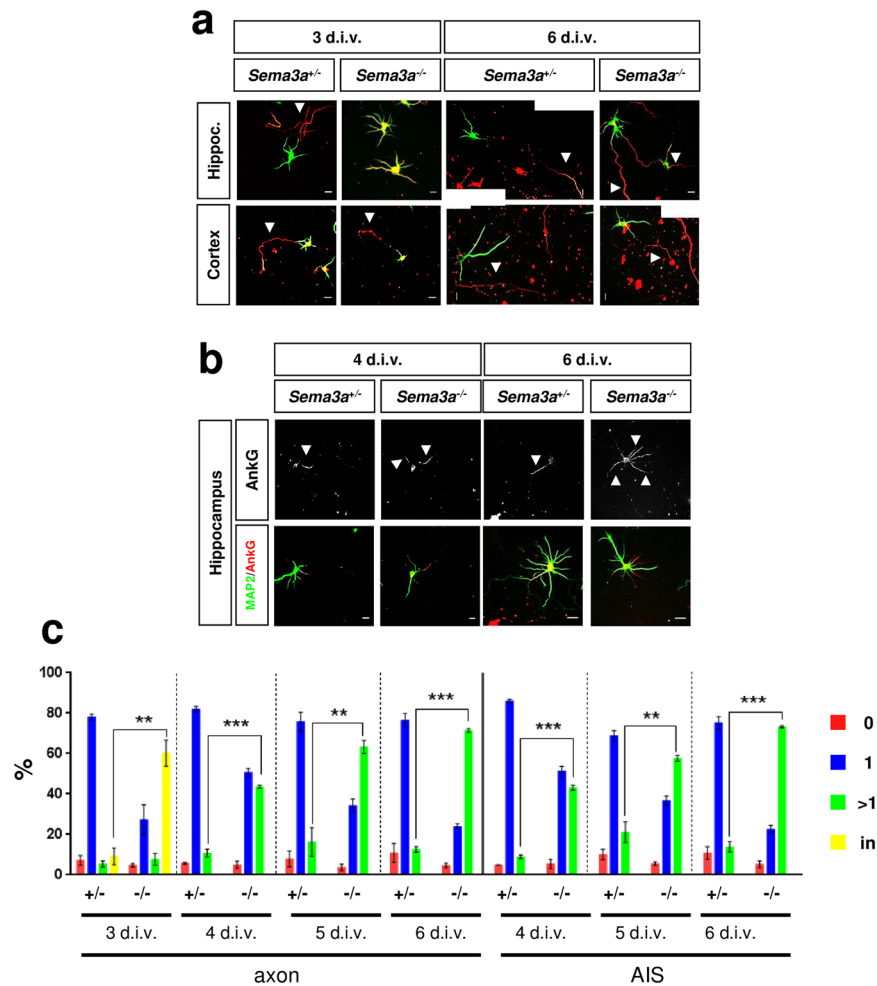 a
3 d.i.v. 6 d.i.v.
Sema3a+/- Sema3a-/- Sema3a+/- Sema3a-/-
Hippoc.
Cortex
b
4 d.i.v. 6 d.i.v.
Sema3a+/- Sema3a-/- Sema3a+/- Sema3a-/-
Hippocampus
AnkG
MAP2/AnkG
c
100
80
60
40
20
0
%
** *** ** *** *** ** ***
0
1
>1
in
+/- -/- +/- -/- +/- -/- +/- -/- +/- -/- +/- -/- +/- -/-
3 d.i.v. 4 d.i.v. 5 d.i.v. 6 d.i.v. 4 d.i.v. 5 d.i.v. 6 d.i.v.
axon AIS